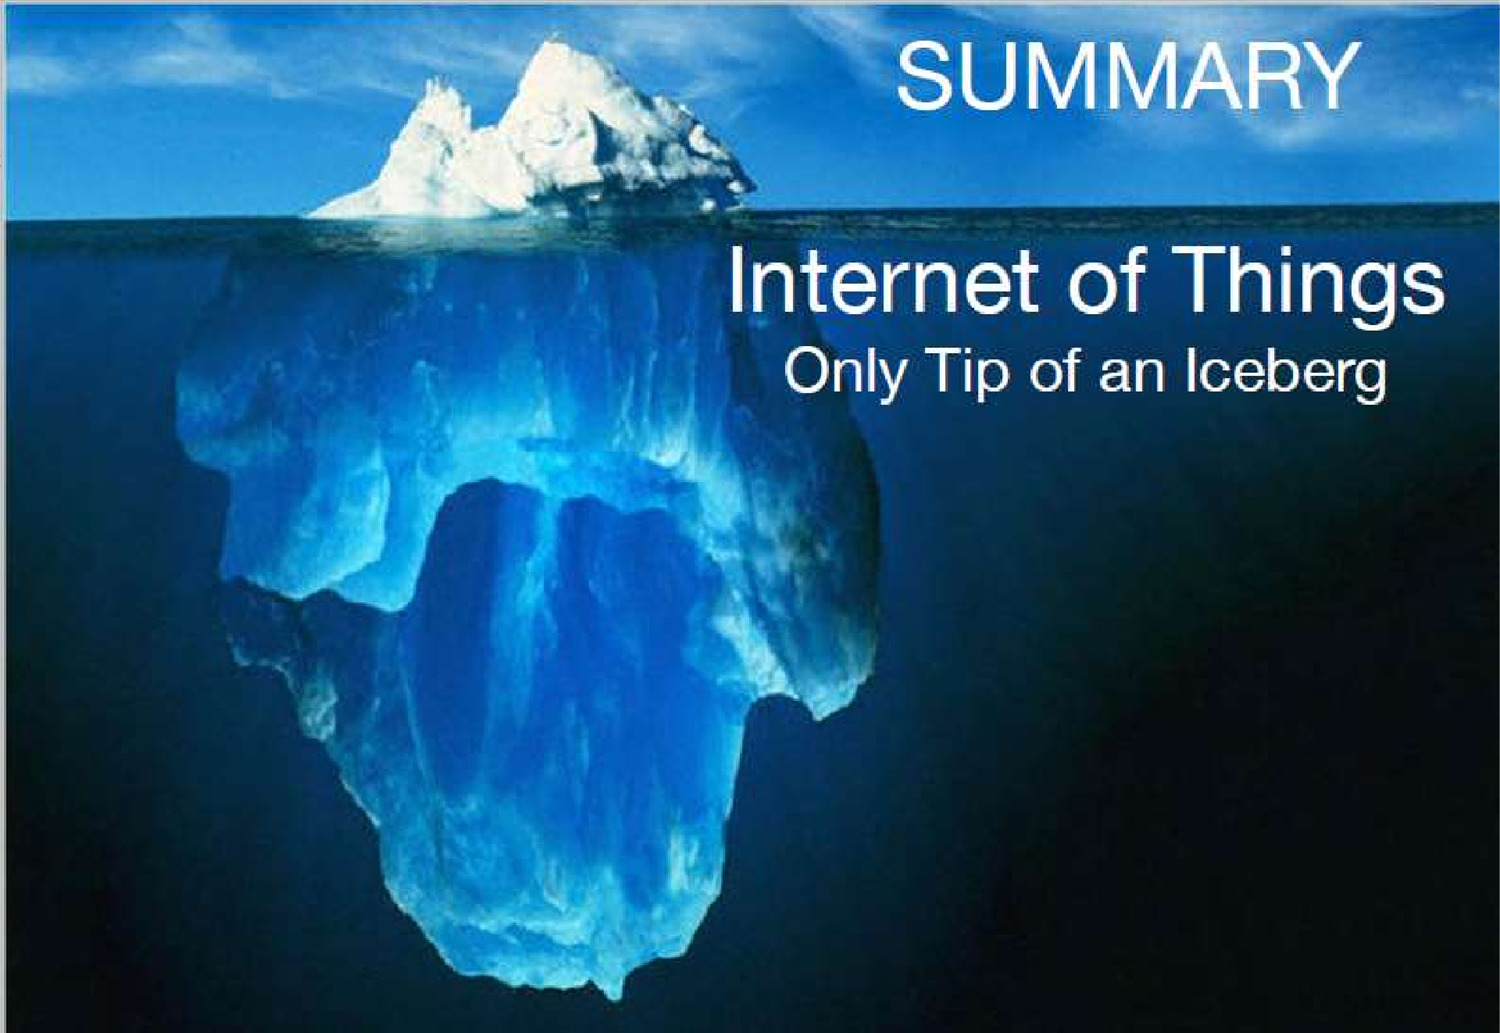 SUMMARY
Internet of Things
Only Tip of an Iceberg